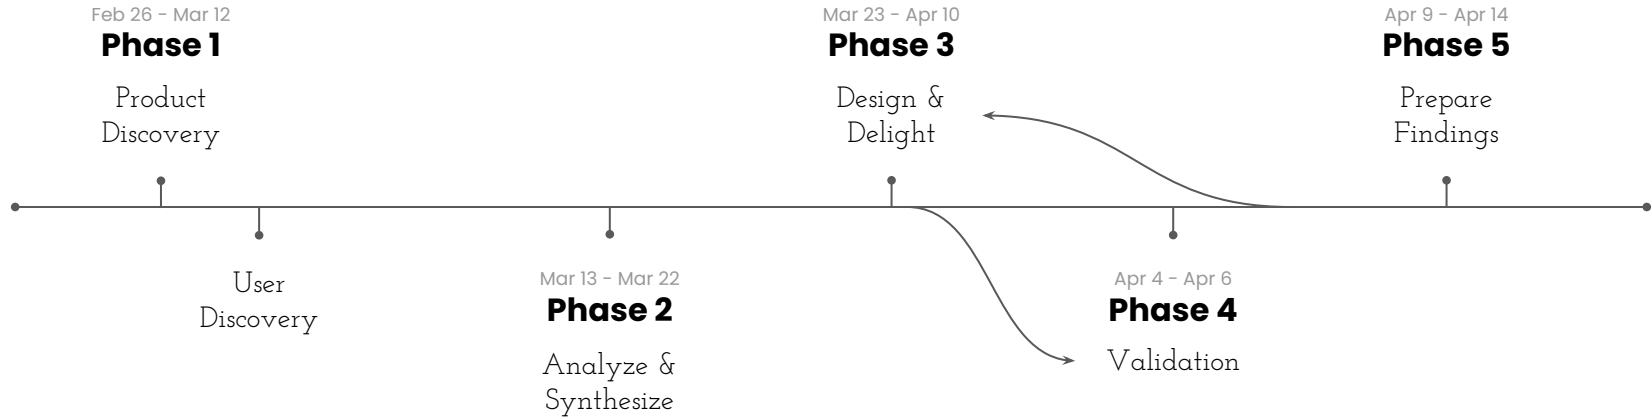 Feb 26 - Mar 12
Phase 1
Product
Discovery
User
Discovery
Mar 13 - Mar 22
Phase 2
Analyze &
Synthesize
Mar 23 - Apr 10
Phase 3
Design &
Delight
Apr 4 - Apr 6
Phase 4
Validation
Apr 9 - Apr 14
Phase 5
Prepare
Findings